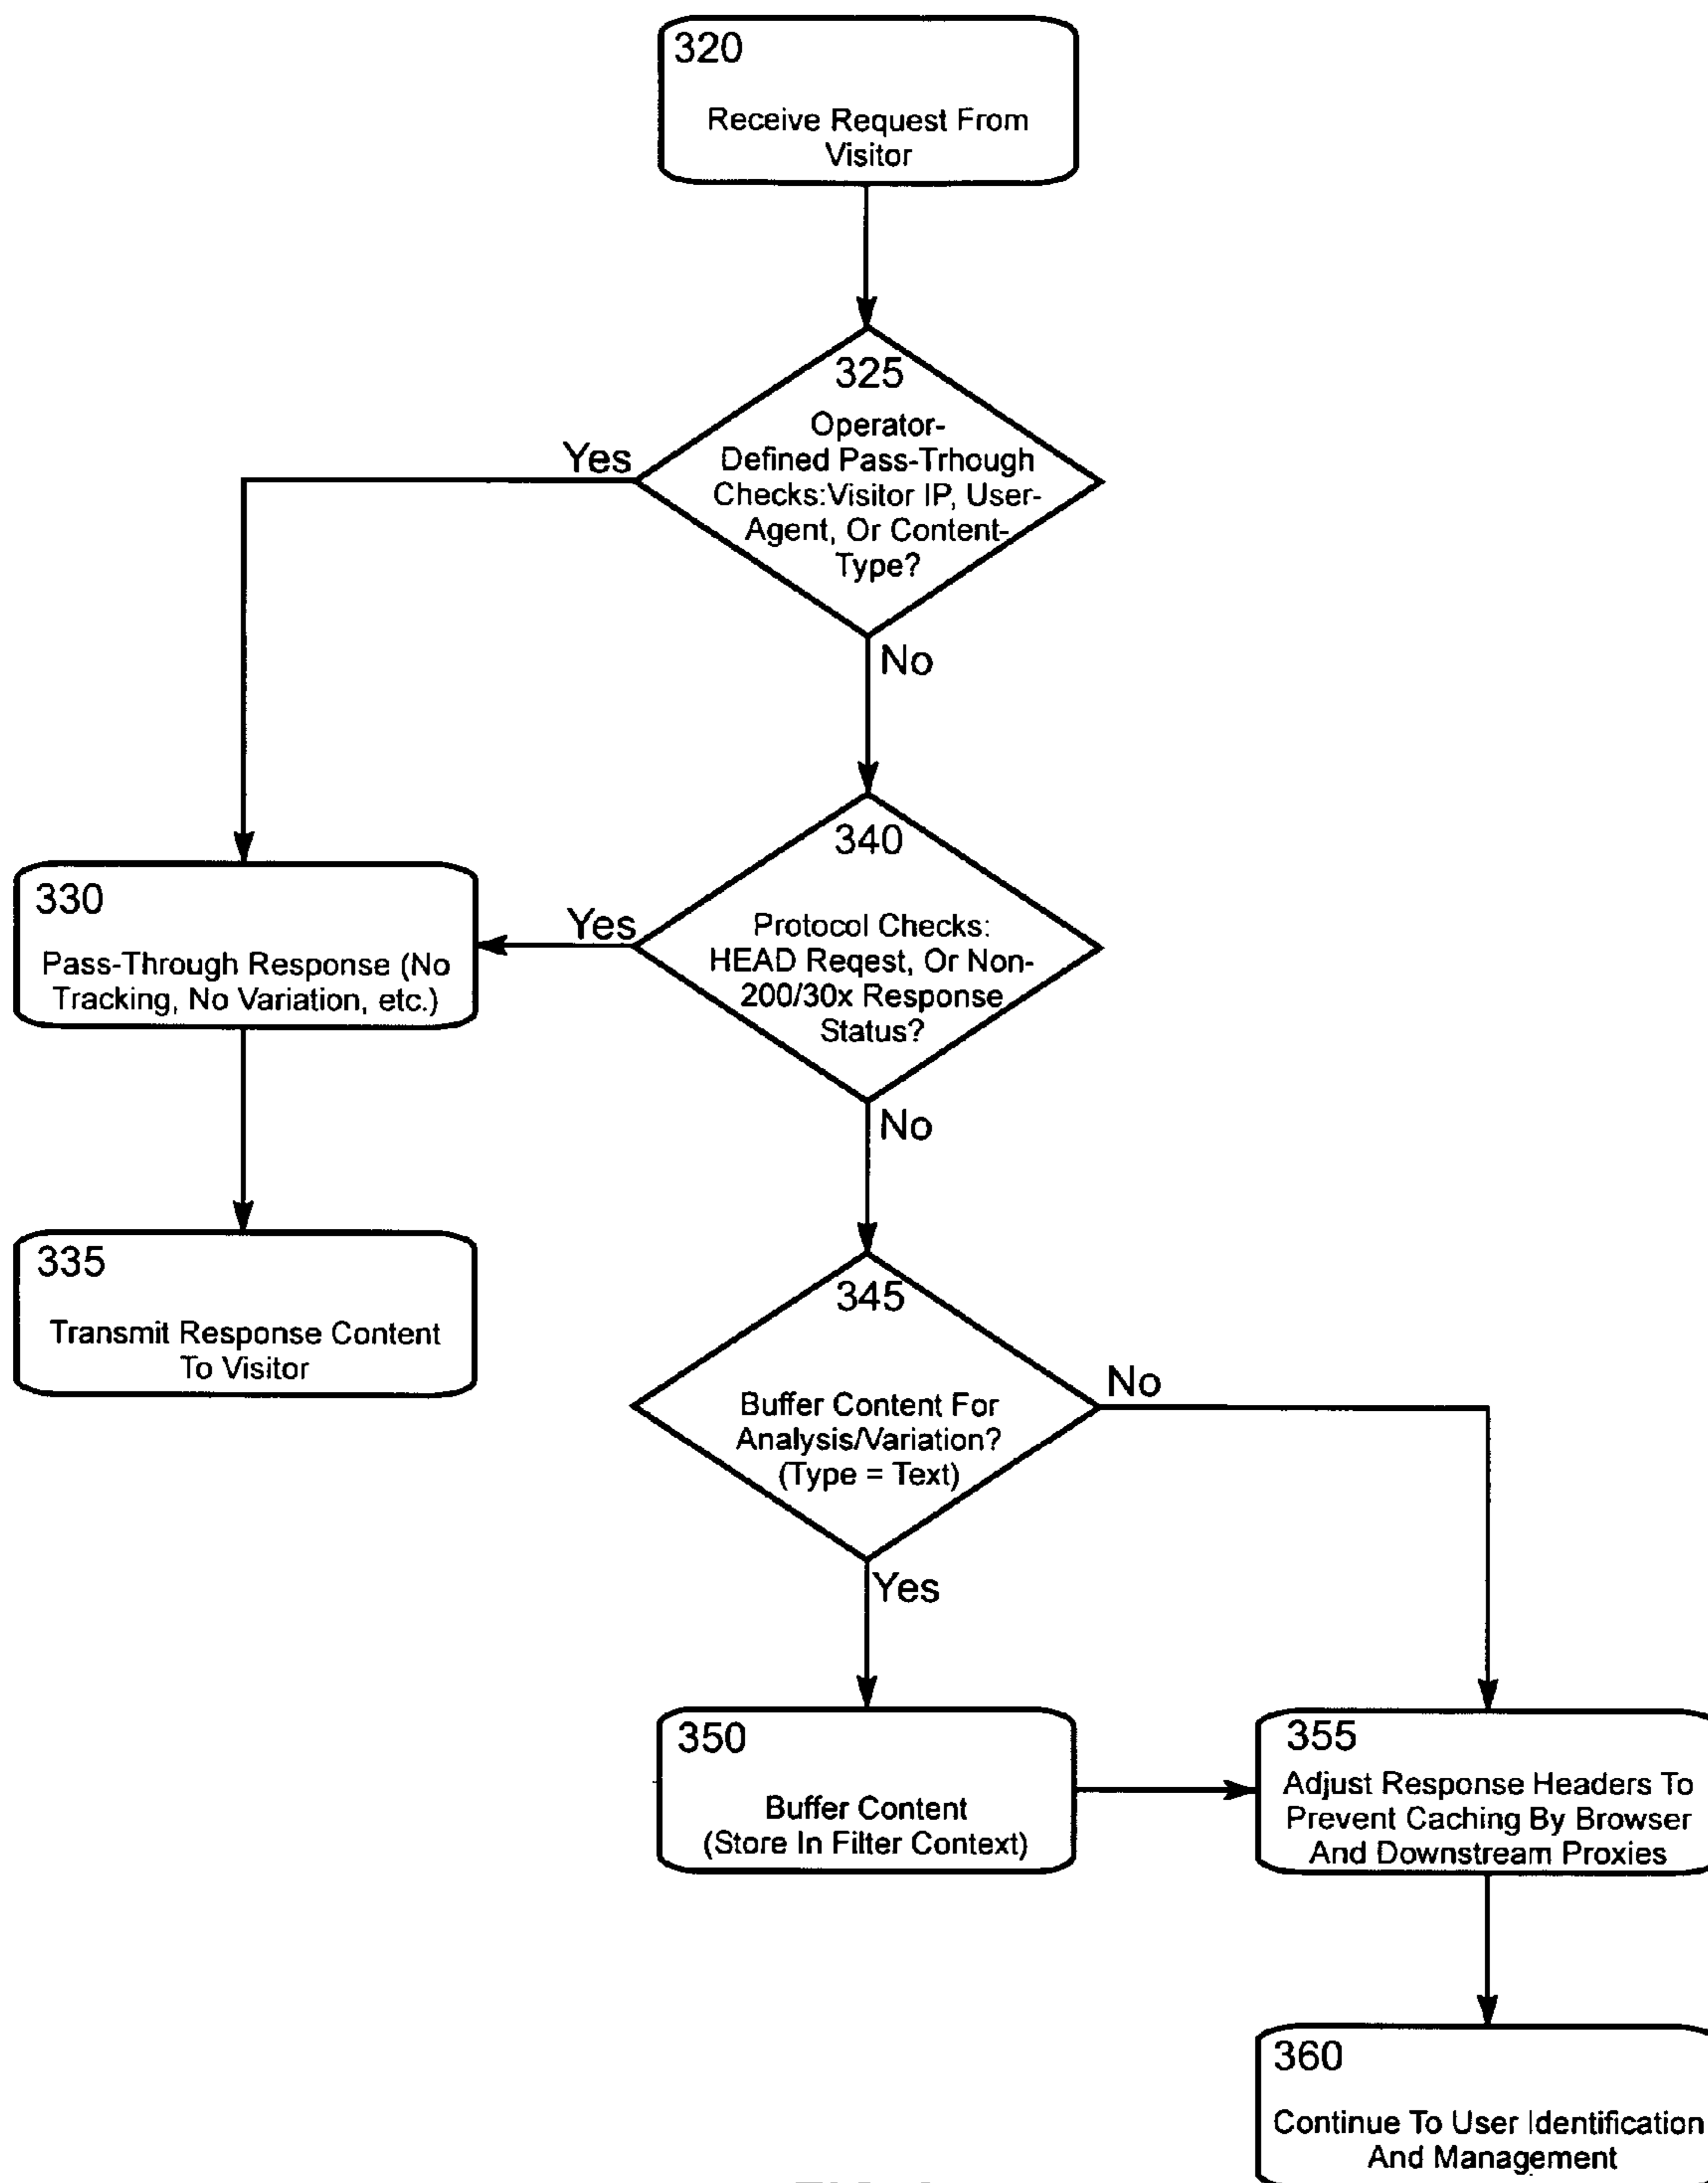 320
Receive Request From
Visitor
325
Operator-
Defined Pass-Trhough
Checks:Visitor IP, User-
Agent, Or Content-
Type?
Yes
No
340
Protocol Checks:
HEAD Reqest, Or Non-
200/30x Response
Status?
Yes
No
330
Pass-Through Response (No
Tracking, No Variation, etc.)
335
Transmit Response Content
To Visitor
345
Buffer Content For
Analysis/Variation?
(Type = Text)
No
Yes
350
Buffer Content
(Store In Filter Context)
355
Adjust Response Headers To
Prevent Caching By Browser
And Downstream Proxies
360
Continue To User Identification
And Management